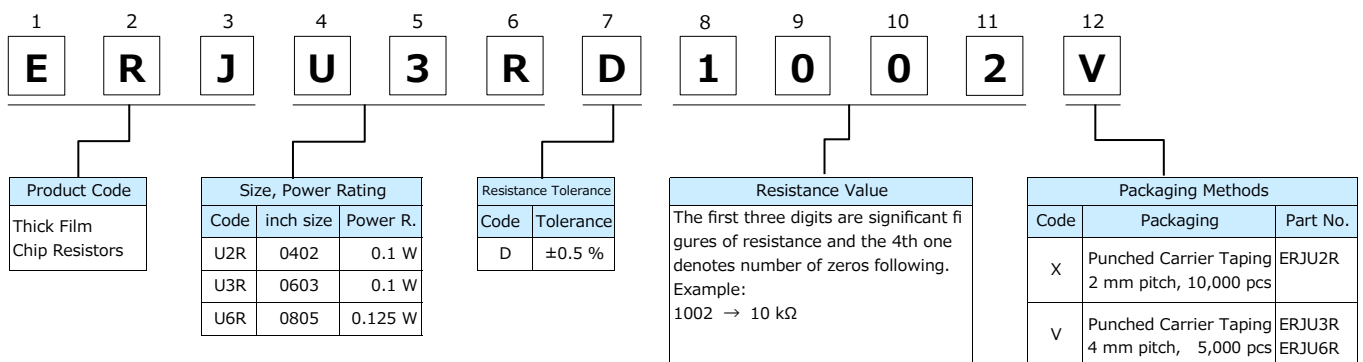 1 2 3 4 5 6 7 8 9 10 11 12
E R J U 3 R D 1 0 0 2 V
Product Code
Thick Film
Chip Resistors
Size, Power Rating
Code inch size Power R.
U2R 0402 0.1 W
U3R 0603 0.1 W
U6R 0805 0.125 W
Resistance Tolerance
Code Tolerance
D ±0.5 %
Resistance Value
The first three digits are significant fi
gures of resistance and the 4th one
denotes number of zeros following.
Example:
1002 → 10 kΩ
Packaging Methods
Code Packaging Part No.
X Punched Carrier Taping ERJU2R
2 mm pitch, 10,000 pcs
V Punched Carrier Taping ERJU3R
4 mm pitch, 5,000 pcs ERJU6R